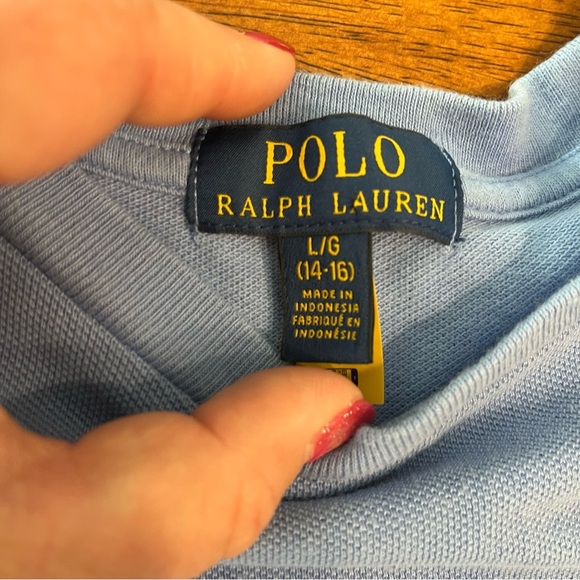 POLO
RALPH LAUREN
L/G
(14-16)
MADE IN
INDONESIA
FABRIQUÉ EN
INDONÉSIE